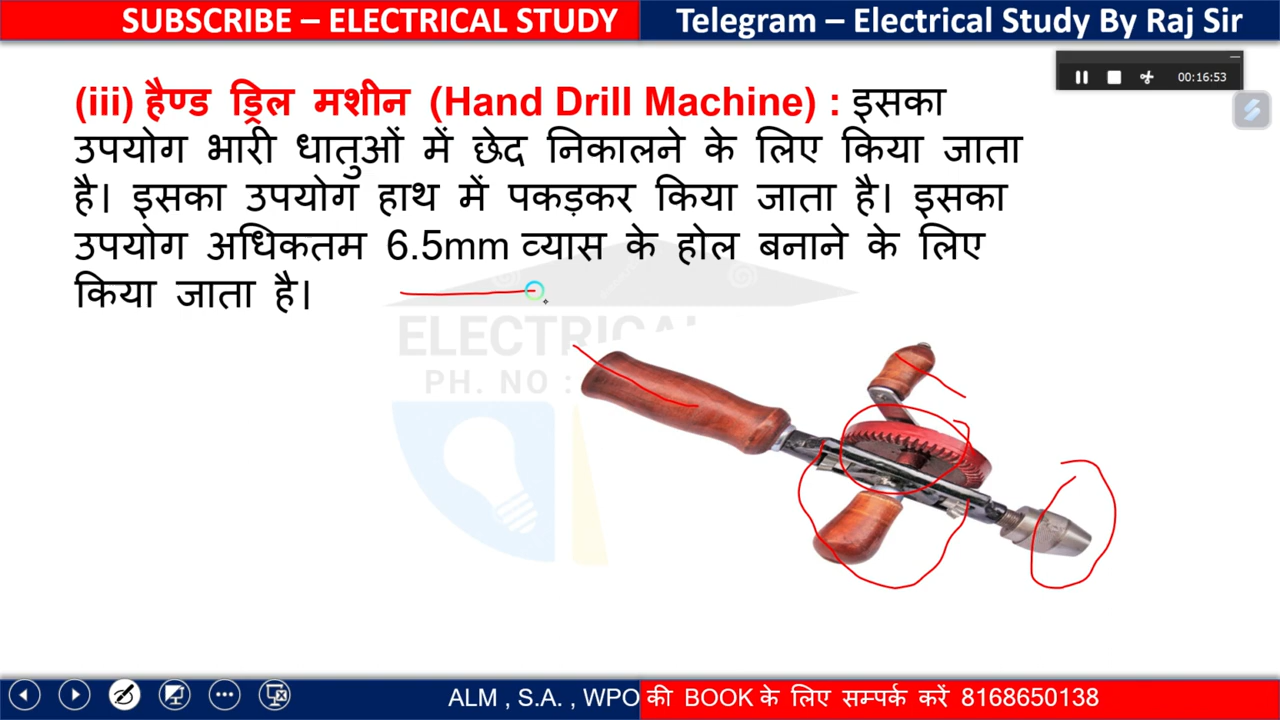 SUBSCRIBE – ELECTRICAL STUDY
Telegram – Electrical Study By Raj Sir
00:16:53
(iii) हैण्ड ड्रिल मशीन (Hand Drill Machine) : इसका
उपयोग भारी धातुओं में छेद निकालने के लिए किया जाता
है। इसका उपयोग हाथ में पकड़कर किया जाता है। इसका
उपयोग अधिकतम 6.5mm व्यास के होल बनाने के लिए
किया जाता है।
ELECTRICAL
PH. NO :
ALM , S.A. , WPO की BOOK के लिए सम्पर्क करें 8168650138